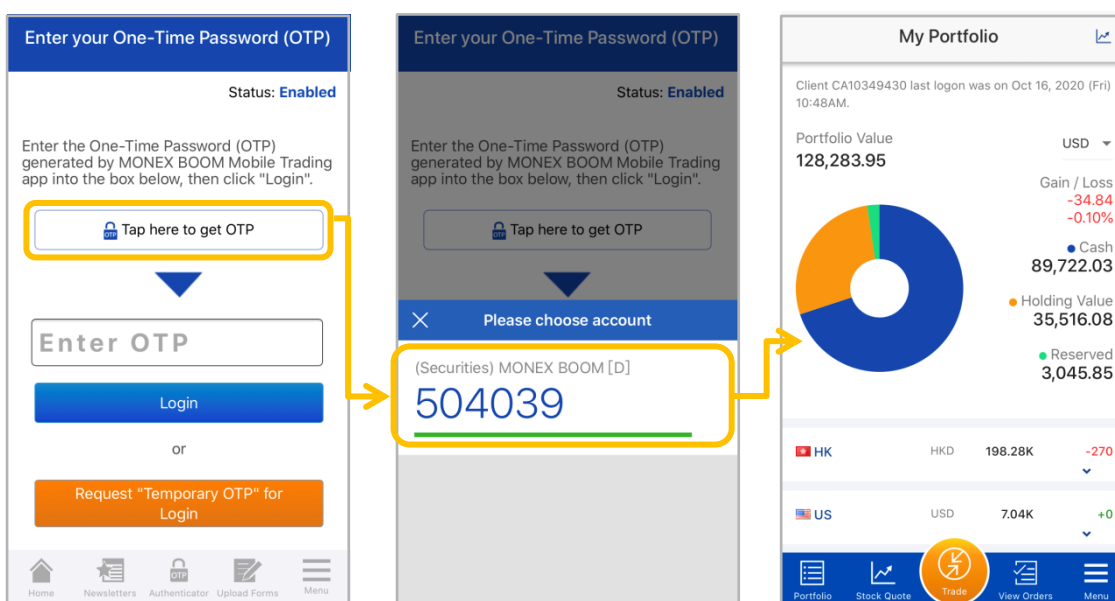 Enter your One-Time Password (OTP)
Status: Enabled
Enter the One-Time Password (OTP)
generated by MONEX BOOM Mobile Trading
app into the box below, then click "Login".
OTP
Tap here to get OTP
Enter OTP
Login
or
Request "Temporary OTP" for
Login
Home
Newsletters
OTP
Authenticator
Upload Forms
Menu
Enter your One-Time Password (OTP)
Status: Enabled
Enter the One-Time Password (OTP)
generated by MONEX BOOM Mobile Trading
app into the box below, then click "Login".
OTP
Tap here to get OTP
Please choose account
(Securities) MONEX BOOM [D]
504039
My Portfolio
Client CA10349430 last logon was on Oct 16, 2020 (Fri)
10:48AM.
Portfolio Value
128,283.95
USD
Gain / Loss
-34.84
-0.10%
Cash
89,722.03
Holding Value
35,516.08
Reserved
3,045.85
HK HKD 198.28K -270
US USD 7.04K +0
Portfolio
Stock Quote
Trade
View Orders
Menu